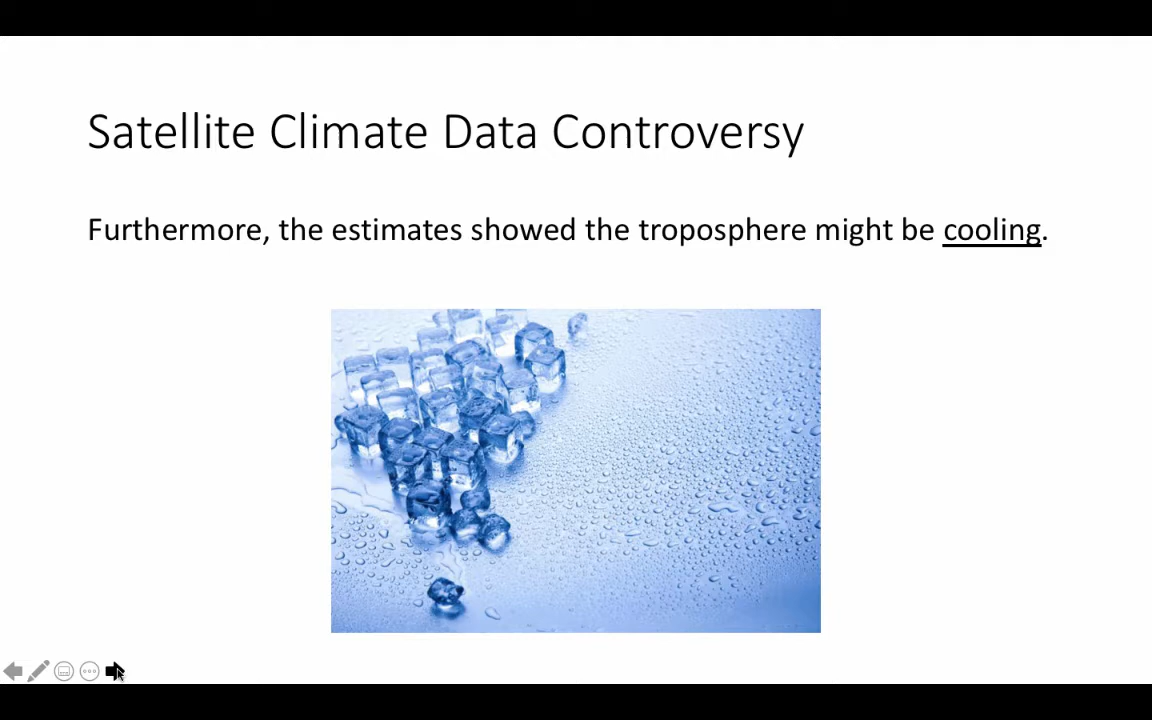 Satellite Climate Data Controversy
Furthermore, the estimates showed the troposphere might be cooling.